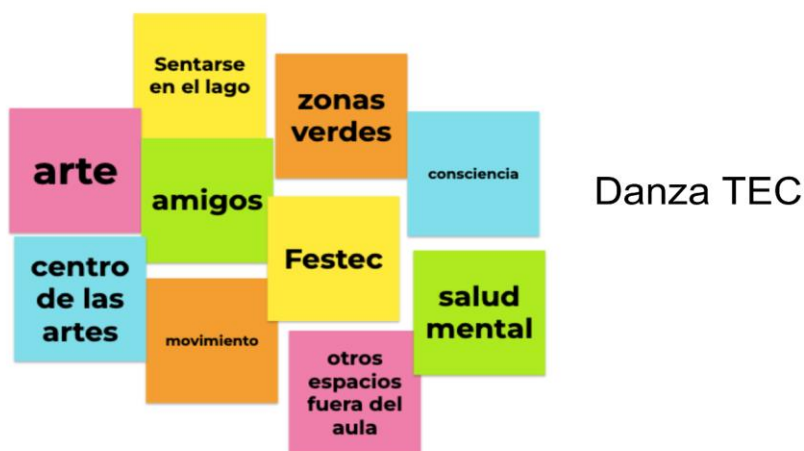 Sentarse
en el lago
zonas
verdes
arte
amigos
consciencia
Danza TEC
centro
de las
artes
Festec
movimiento
salud
mental
otros
espacios
fuera del
aula